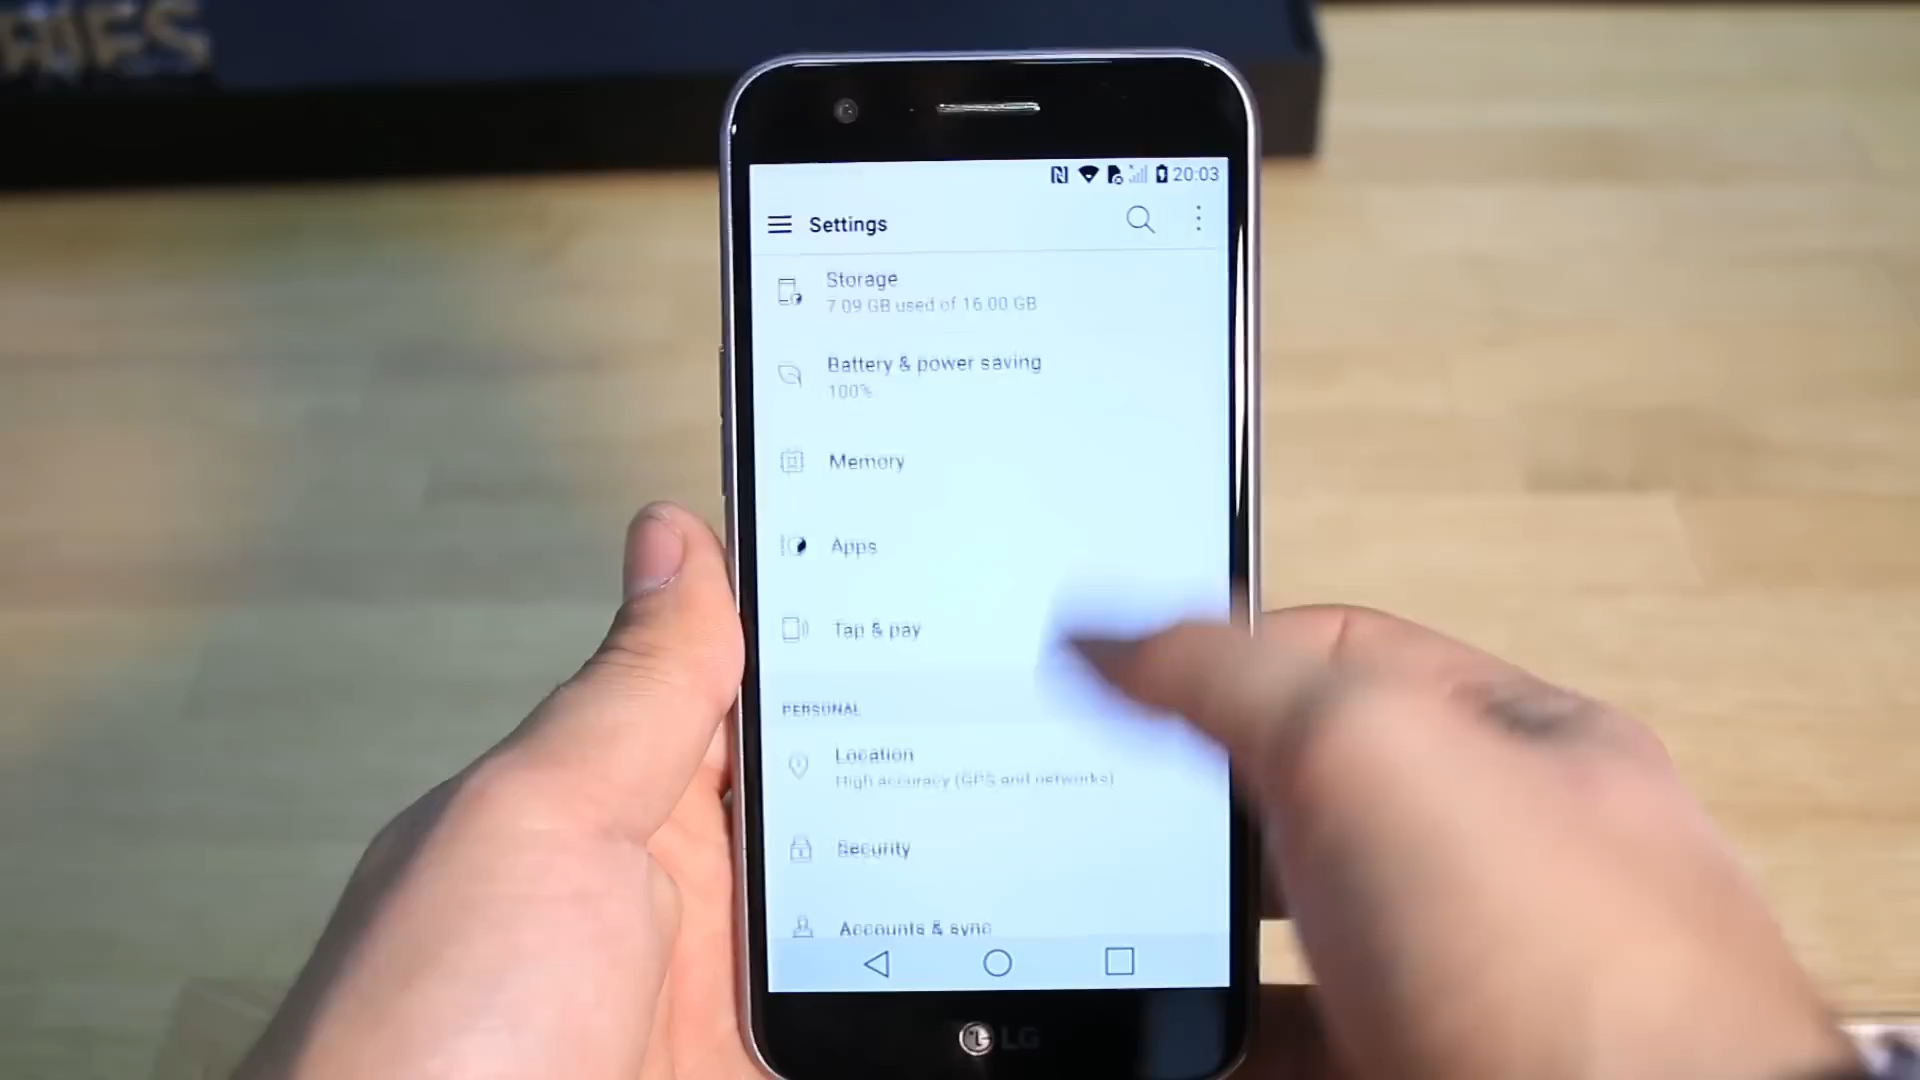 RIES
20:03
Settings
Storage
7.09 GB used of 16.00 GB
Battery & power saving
100%
Memory
Apps
Tap & pay
PERSONAL
Location
High accuracy (GPS and networks)
Security
Accounts & sync
LG